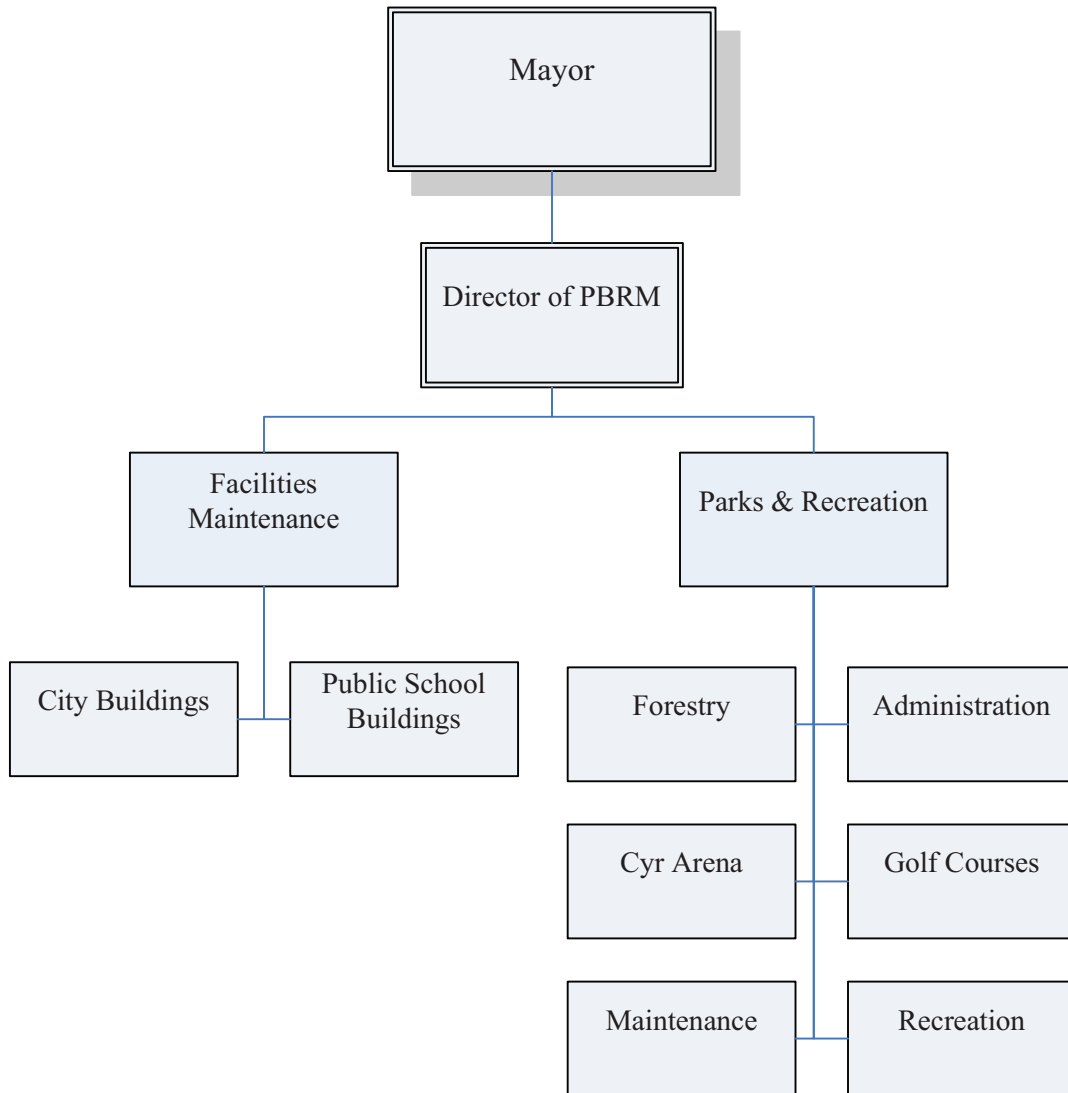 Mayor
Director of PBRM
Facilities
Maintenance
Parks & Recreation
City Buildings
Public School
Buildings
Forestry
Administration
Cyr Arena
Golf Courses
Maintenance
Recreation